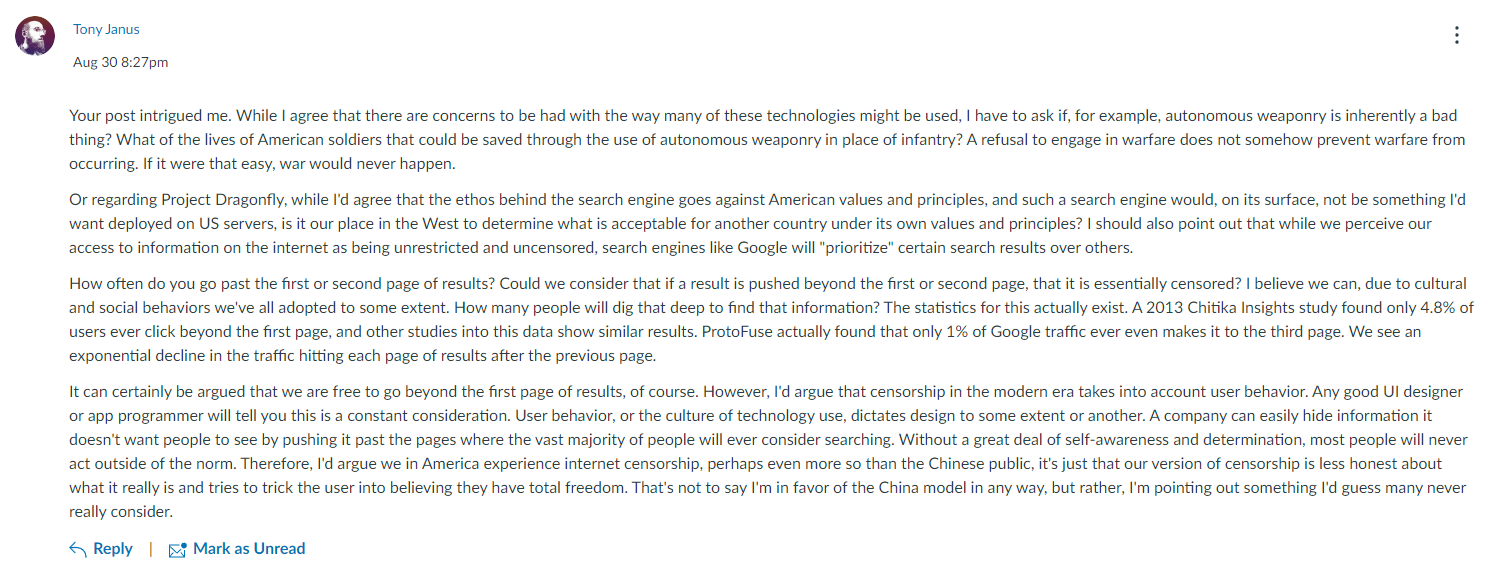 Tony Janus
Aug 30 8:27pm
Your post intrigued me. While I agree that there are concerns to be had with the way many of these technologies might be used, I have to ask if, for example, autonomous weaponry is inherently a bad
thing? What of the lives of American soldiers that could be saved through the use of autonomous weaponry in place of infantry? A refusal to engage in warfare does not somehow prevent warfare from
occurring. If it were that easy, war would never happen.
Or regarding Project Dragonfly, while I'd agree that the ethos behind the search engine goes against American values and principles, and such a search engine would, on its surface, not be something I'd
want deployed on US servers, is it our place in the West to determine what is acceptable for another country under its own values and principles? I should also point out that while we perceive our
access to information on the internet as being unrestricted and uncensored, search engines like Google will "prioritize" certain search results over others.
How often do you go past the first or second page of results? Could we consider that if a result is pushed beyond the first or second page, that it is essentially censored? I believe we can, due to cultural
and social behaviors we've all adopted to some extent. How many people will dig that deep to find that information? The statistics for this actually exist. A 2013 Chitika Insights study found only 4.8% of
users ever click beyond the first page, and other studies into this data show similar results. ProtoFuse actually found that only 1% of Google traffic ever even makes it to the third page. We see an
exponential decline in the traffic hitting each page of results after the previous page.
It can certainly be argued that we are free to go beyond the first page of results, of course. However, I'd argue that censorship in the modern era takes into account user behavior. Any good UI designer
or app programmer will tell you this is a constant consideration. User behavior, or the culture of technology use, dictates design to some extent or another. A company can easily hide information it
doesn't want people to see by pushing it past the pages where the vast majority of people will ever consider searching. Without a great deal of self-awareness and determination, most people will never
act outside of the norm. Therefore, I'd argue we in America experience internet censorship, perhaps even more so than the Chinese public, it's just that our version of censorship is less honest about
what it really is and tries to trick the user into believing they have total freedom. That's not to say I'm in favor of the China model in any way, but rather, I'm pointing out something I'd guess many never
really consider.
Reply | Mark as Unread